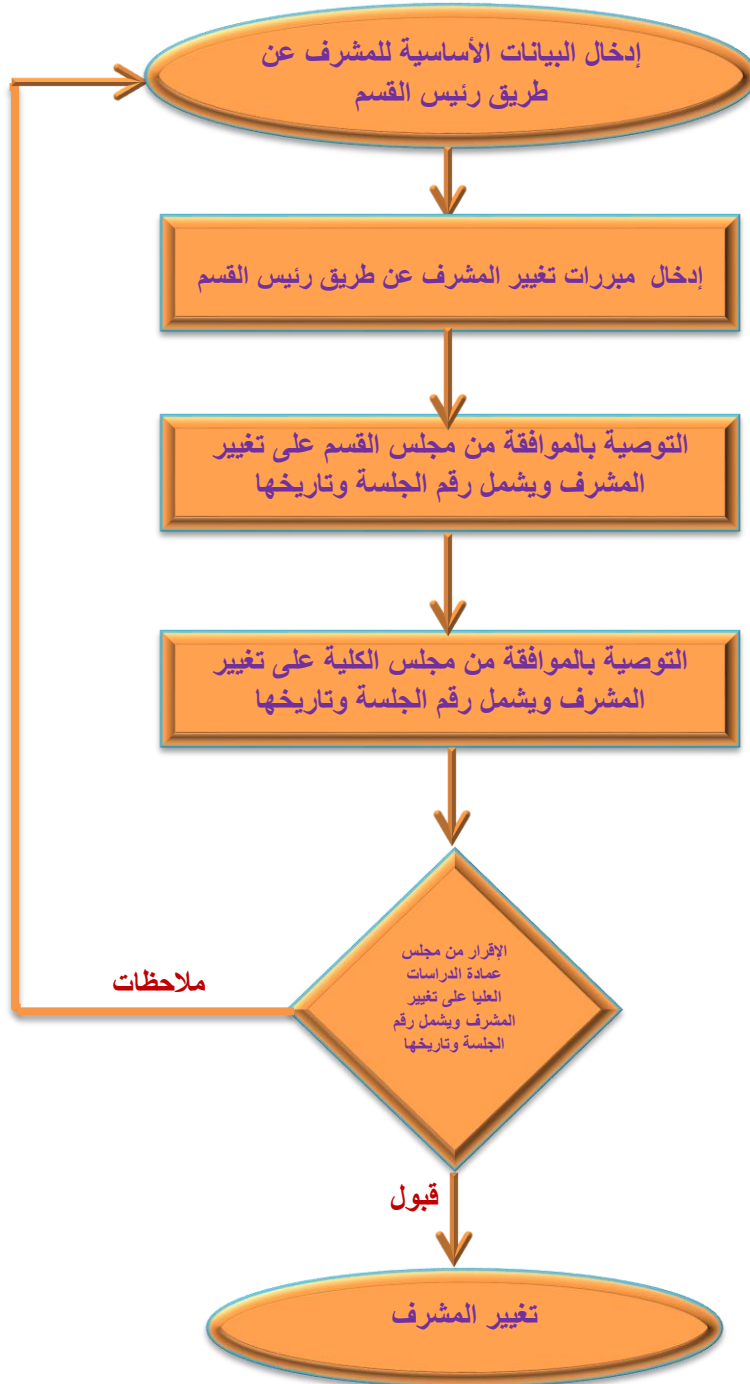 إدخال البيانات الأساسية للمشرف عن
طريق رئيس القسم
إدخال مبررات تغيير المشرف عن طريق رئيس القسم
التوصية بالموافقة من مجلس القسم على تغيير
المشرف ويشمل رقم الجلسة وتاريخها
التوصية بالموافقة من مجلس الكلية على تغيير
المشرف ويشمل رقم الجلسة وتاريخها
الإقرار من مجلس
عمادة الدراسات
العليا على تغيير
المشرف ويشمل رقم
الجلسة وتاريخها
ملاحظات
قبول
تغيير المشرف